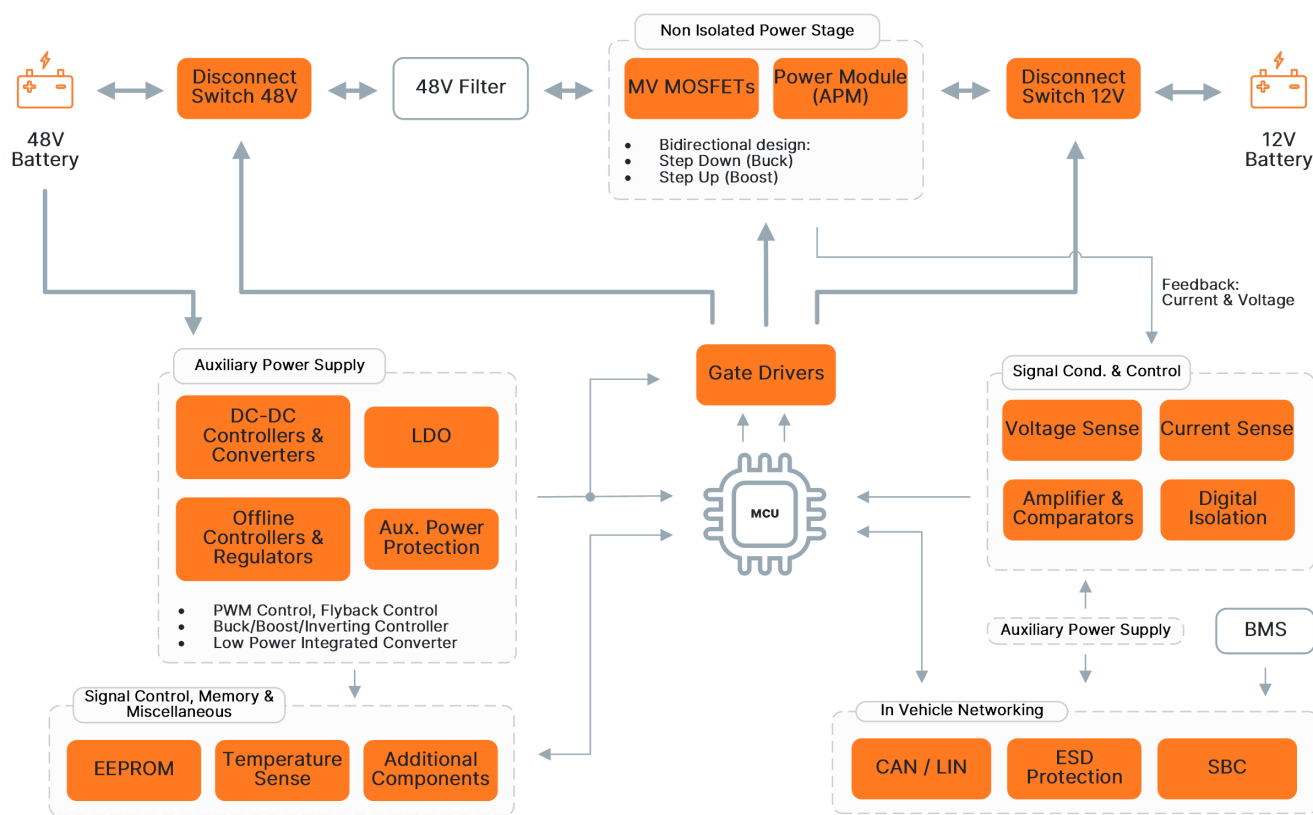 Non Isolated Power Stage
Disconnect
Switch 48V
48V Filter
MV MOSFETs
Power Module
(APM)
Disconnect
Switch 12V
48V
Battery
12V
Battery
• Bidirectional design:
• Step Down (Buck)
• Step Up (Boost)
Feedback:
Current & Voltage
Auxiliary Power Supply
DC-DC
Controllers &
Converters
LDO
Offline
Controllers &
Regulators
Aux. Power
Protection
• PWM Control, Flyback Control
• Buck/Boost/Inverting Controller
• Low Power Integrated Converter
Gate Drivers
MCU
Signal Cond. & Control
Voltage Sense
Current Sense
Amplifier &
Comparators
Digital
Isolation
Auxiliary Power Supply
BMS
Signal Control, Memory &
Miscellaneous
EEPROM
Temperature
Sense
Additional
Components
In Vehicle Networking
CAN / LIN
ESD
Protection
SBC